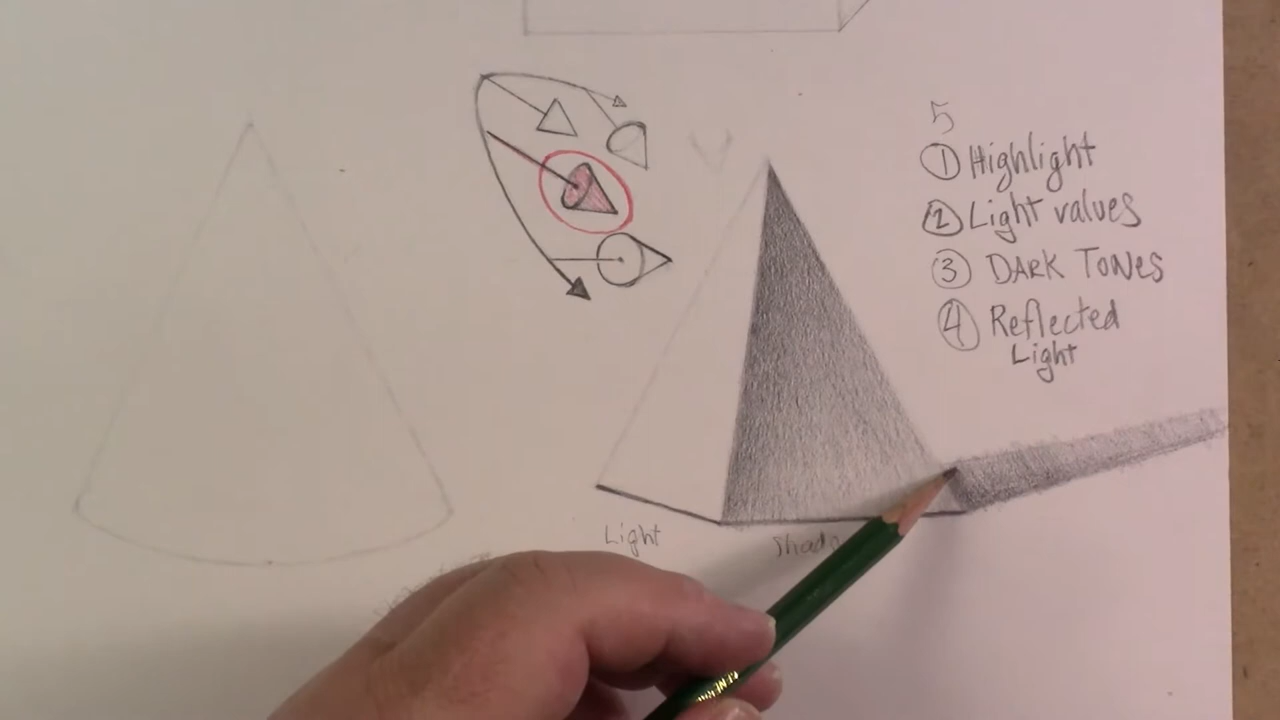 5
① Highlight
② Light values
③ DARK TONES
④ Reflected
Light
Light